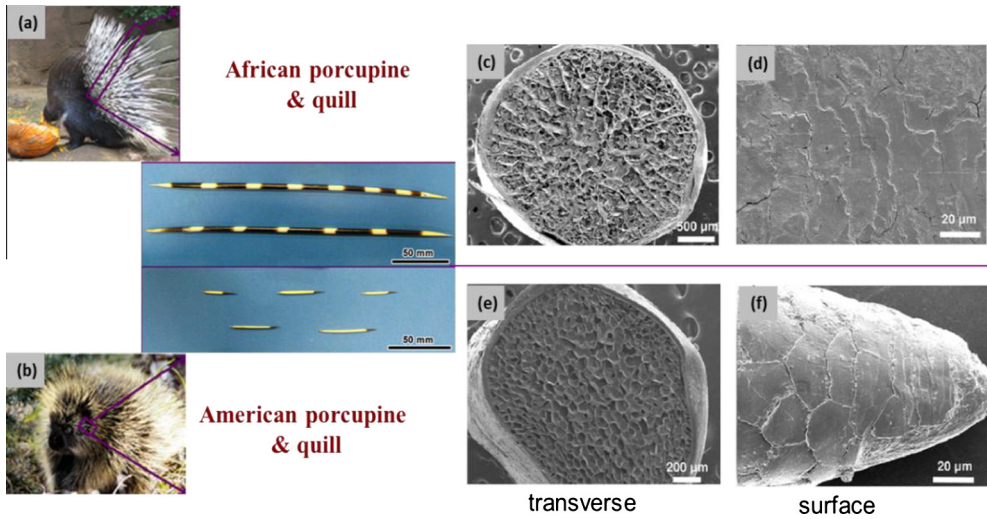 (a)
African porcupine
& quill
(c)
500 µm
(d)
20 µm
50 mm
50 mm
(b)
American porcupine
& quill
(e)
200 µm
(f)
20 µm
transverse
surface